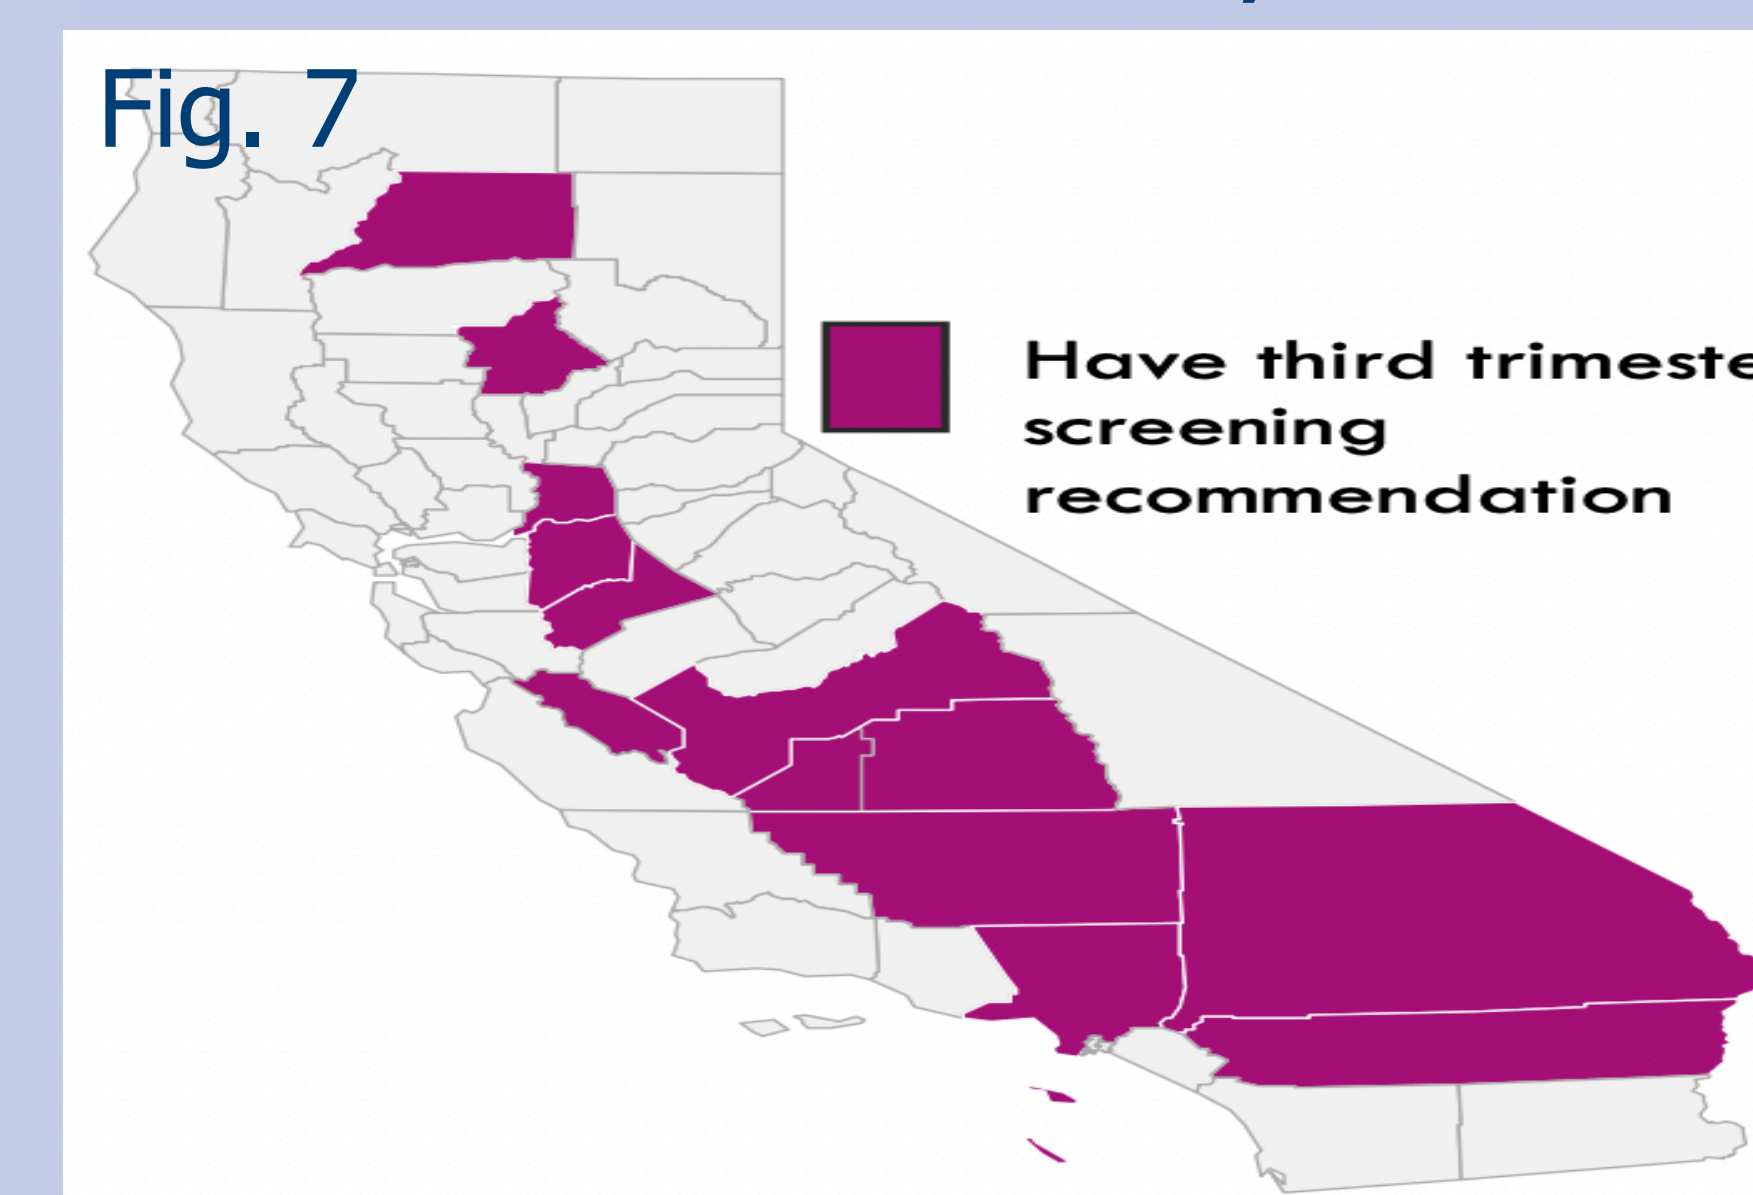 Fig. 7
Have third trimeste
screening
recommendation